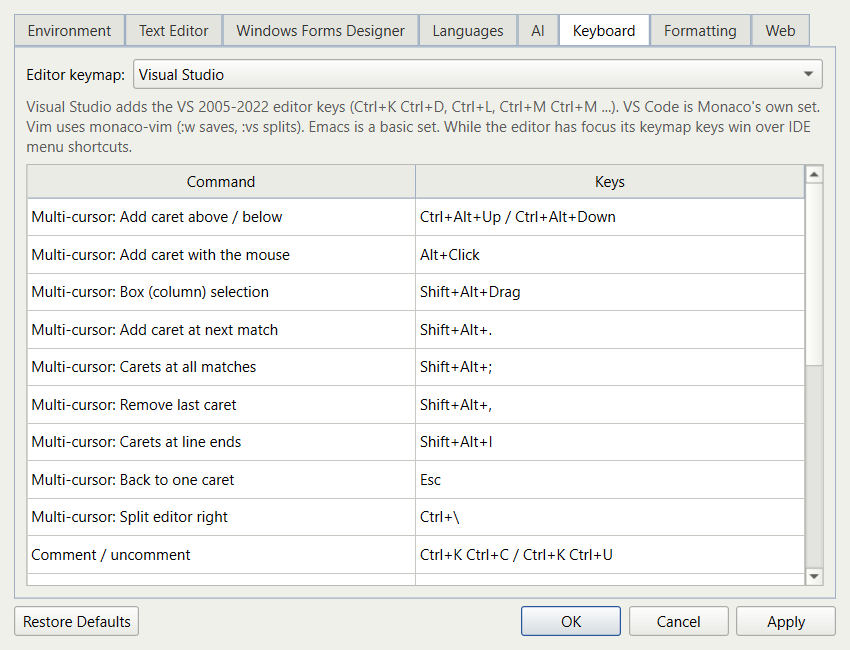 Environment
Text Editor
Windows Forms Designer
Languages
AI
Keyboard
Formatting
Web
Editor keymap: Visual Studio
Visual Studio adds the VS 2005-2022 editor keys (Ctrl+K Ctrl+D, Ctrl+L, Ctrl+M Ctrl+M ...). VS Code is Monaco's own set.
Vim uses monaco-vim (:w saves, :vs splits). Emacs is a basic set. While the editor has focus its keymap keys win over IDE
menu shortcuts.
Command Keys
Multi-cursor: Add caret above / below Ctrl+Alt+Up / Ctrl+Alt+Down
Multi-cursor: Add caret with the mouse Alt+Click
Multi-cursor: Box (column) selection Shift+Alt+Drag
Multi-cursor: Add caret at next match Shift+Alt+.
Multi-cursor: Carets at all matches Shift+Alt+;
Multi-cursor: Remove last caret Shift+Alt+,
Multi-cursor: Carets at line ends Shift+Alt+I
Multi-cursor: Back to one caret Esc
Multi-cursor: Split editor right Ctrl+\
Comment / uncomment Ctrl+K Ctrl+C / Ctrl+K Ctrl+U
Restore Defaults
OK
Cancel
Apply